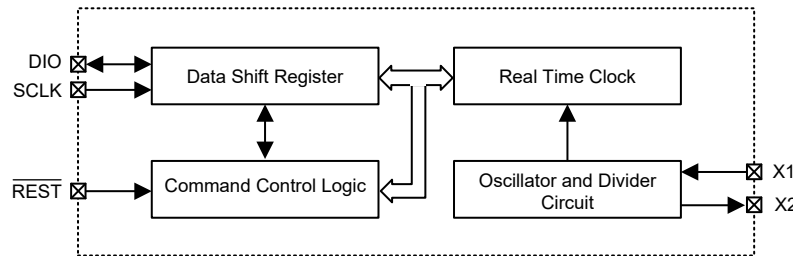 DIO
Data Shift Register
Real Time Clock
SCLK
REST
Command Control Logic
Oscillator and Divider
Circuit
X1
X2